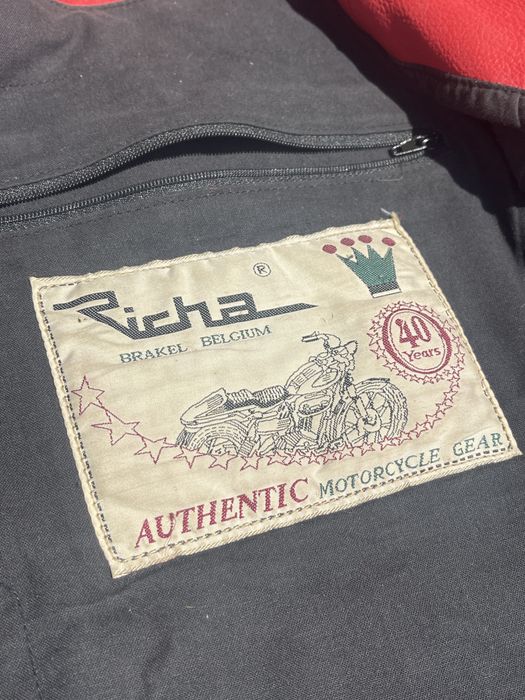 Richa ®
BRAKEL BELGIUM
40
Years
AUTHENTIC MOTORCYCLE GEAR